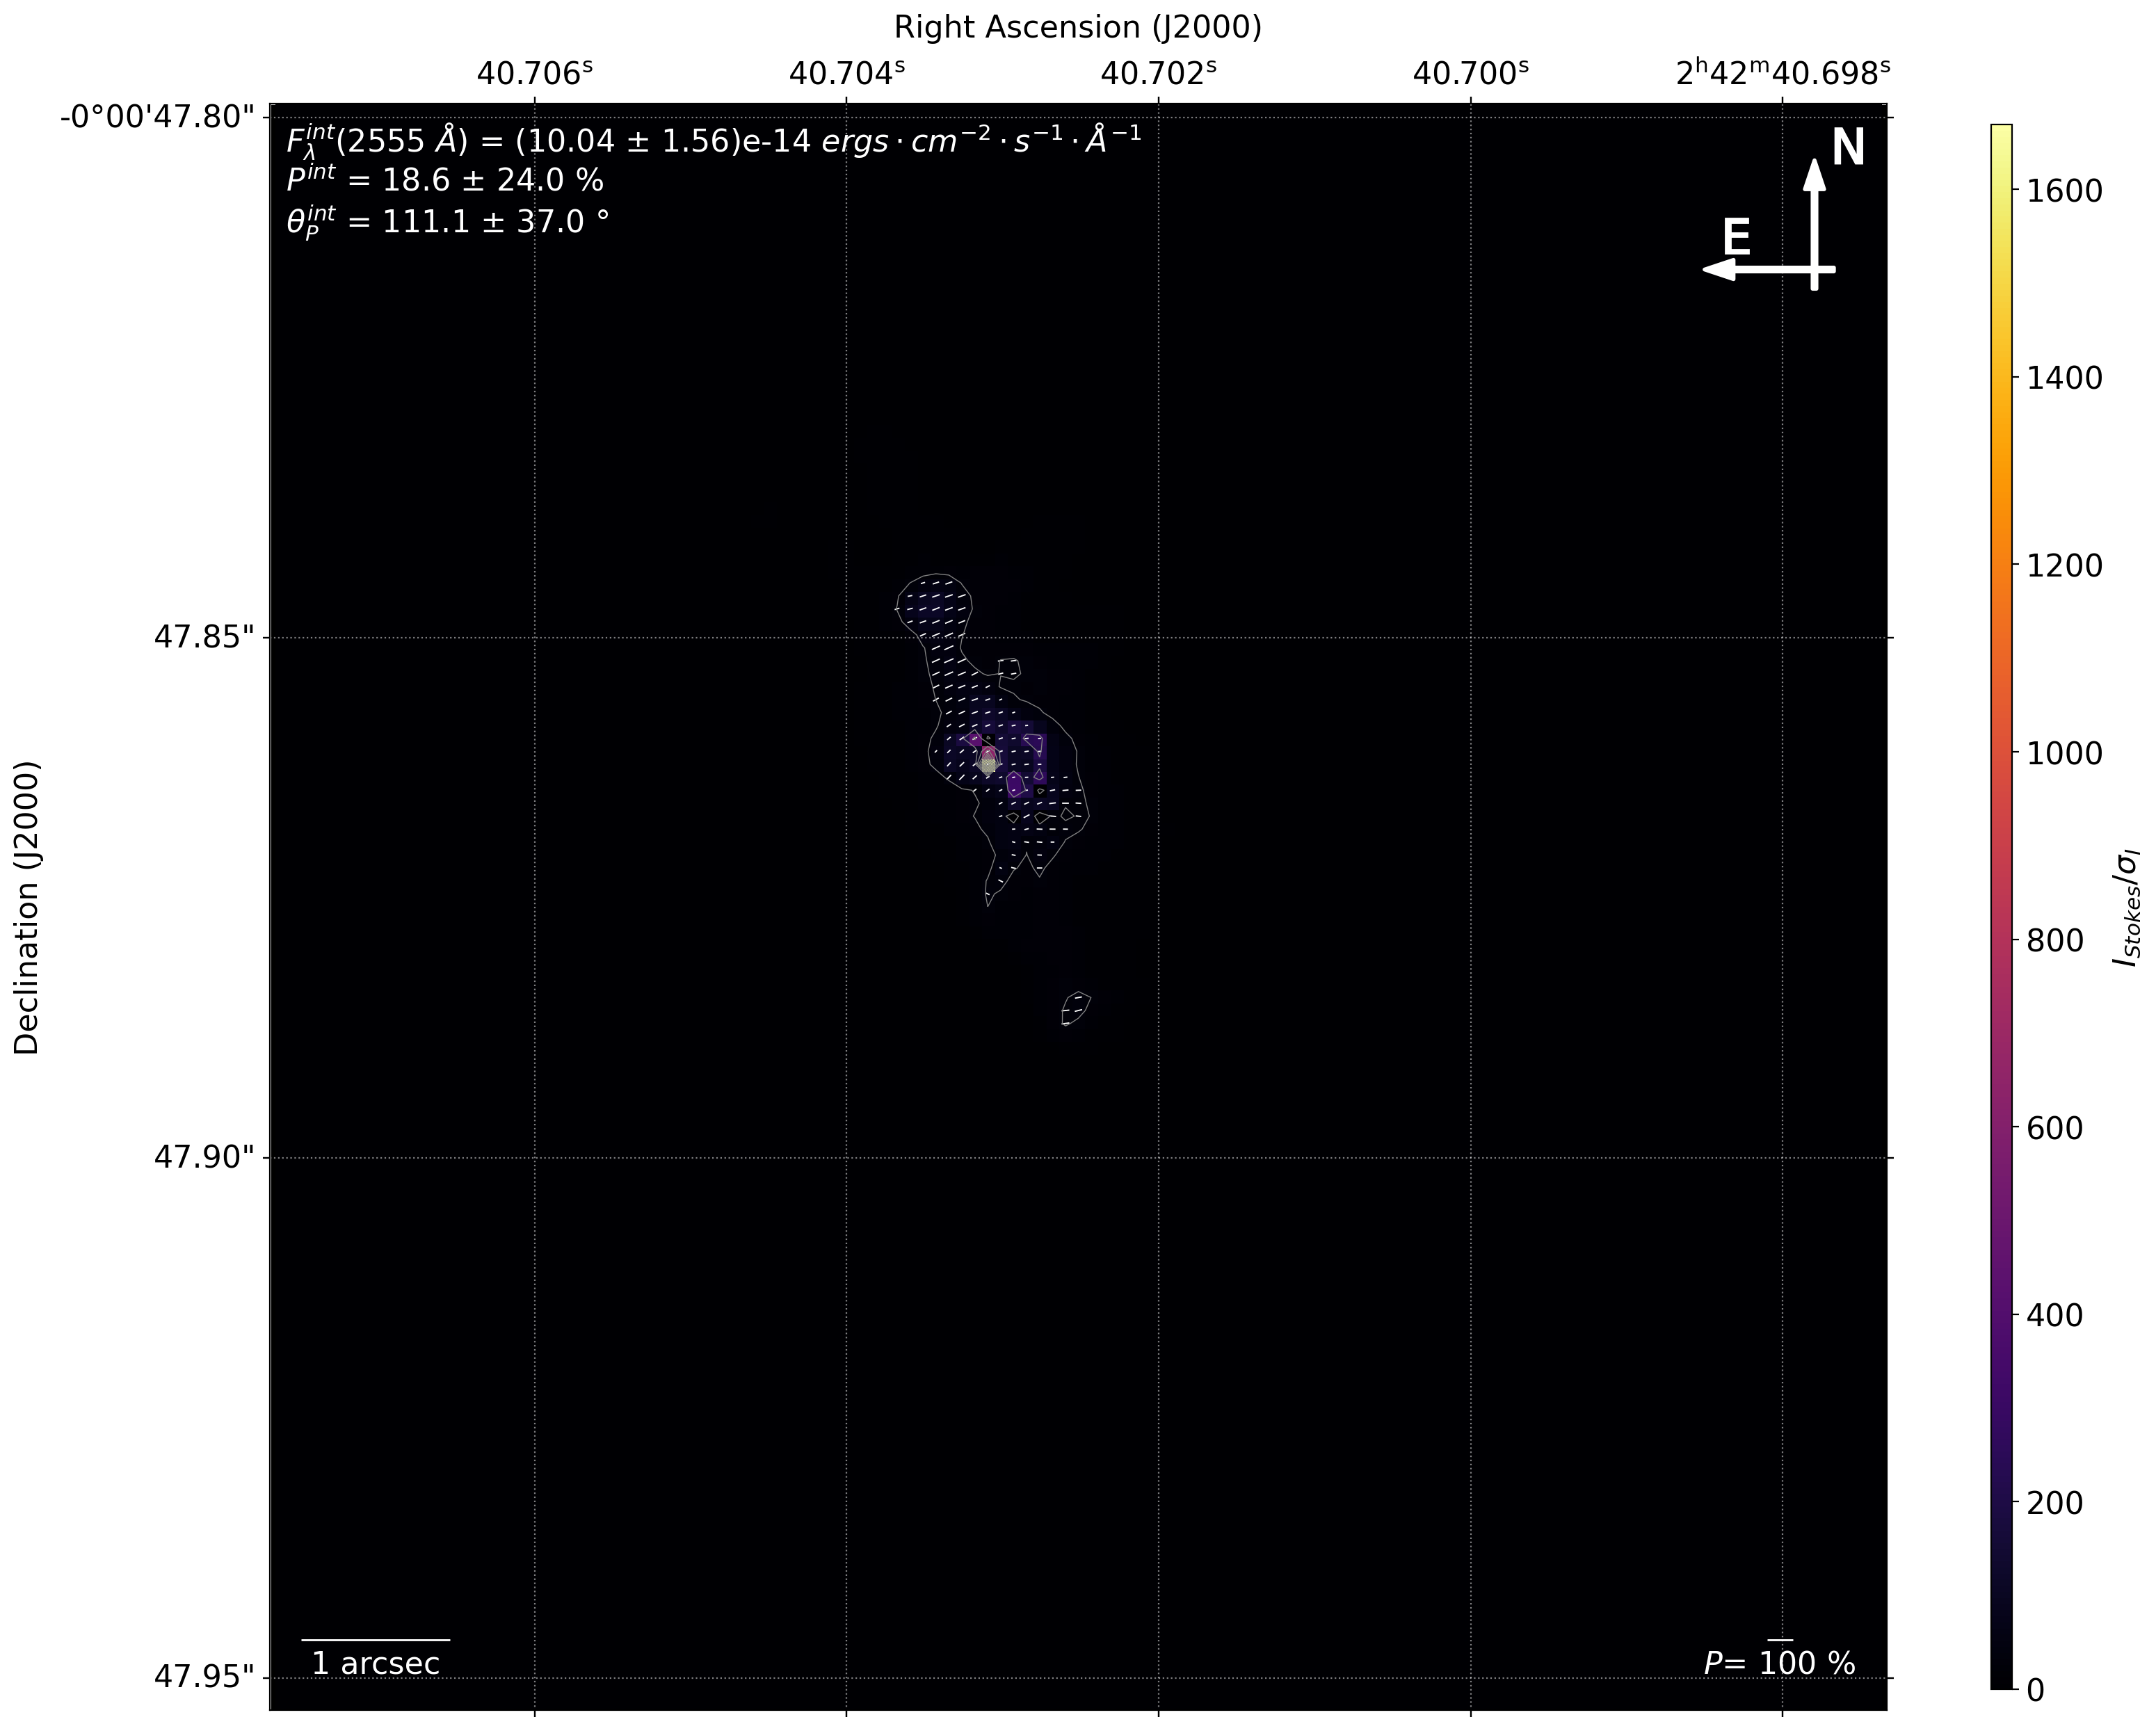 Right Ascension (J2000)
40.706ˢ 40.704ˢ 40.702ˢ 40.700ˢ 2ʰ42ᵐ40.698ˢ
-0°00'47.80"
F_λ^int(2555 Å) = (10.04 ± 1.56)e-14 ergs · cm⁻² · s⁻¹ · Å⁻¹
P^int = 18.6 ± 24.0 %
θ_P^int = 111.1 ± 37.0 °
N
E
47.85"
47.90"
47.95"
Declination (J2000)
1 arcsec
P= 100 %
1600
1400
1200
1000
800
600
400
200
0
I_Stokes/σ_I